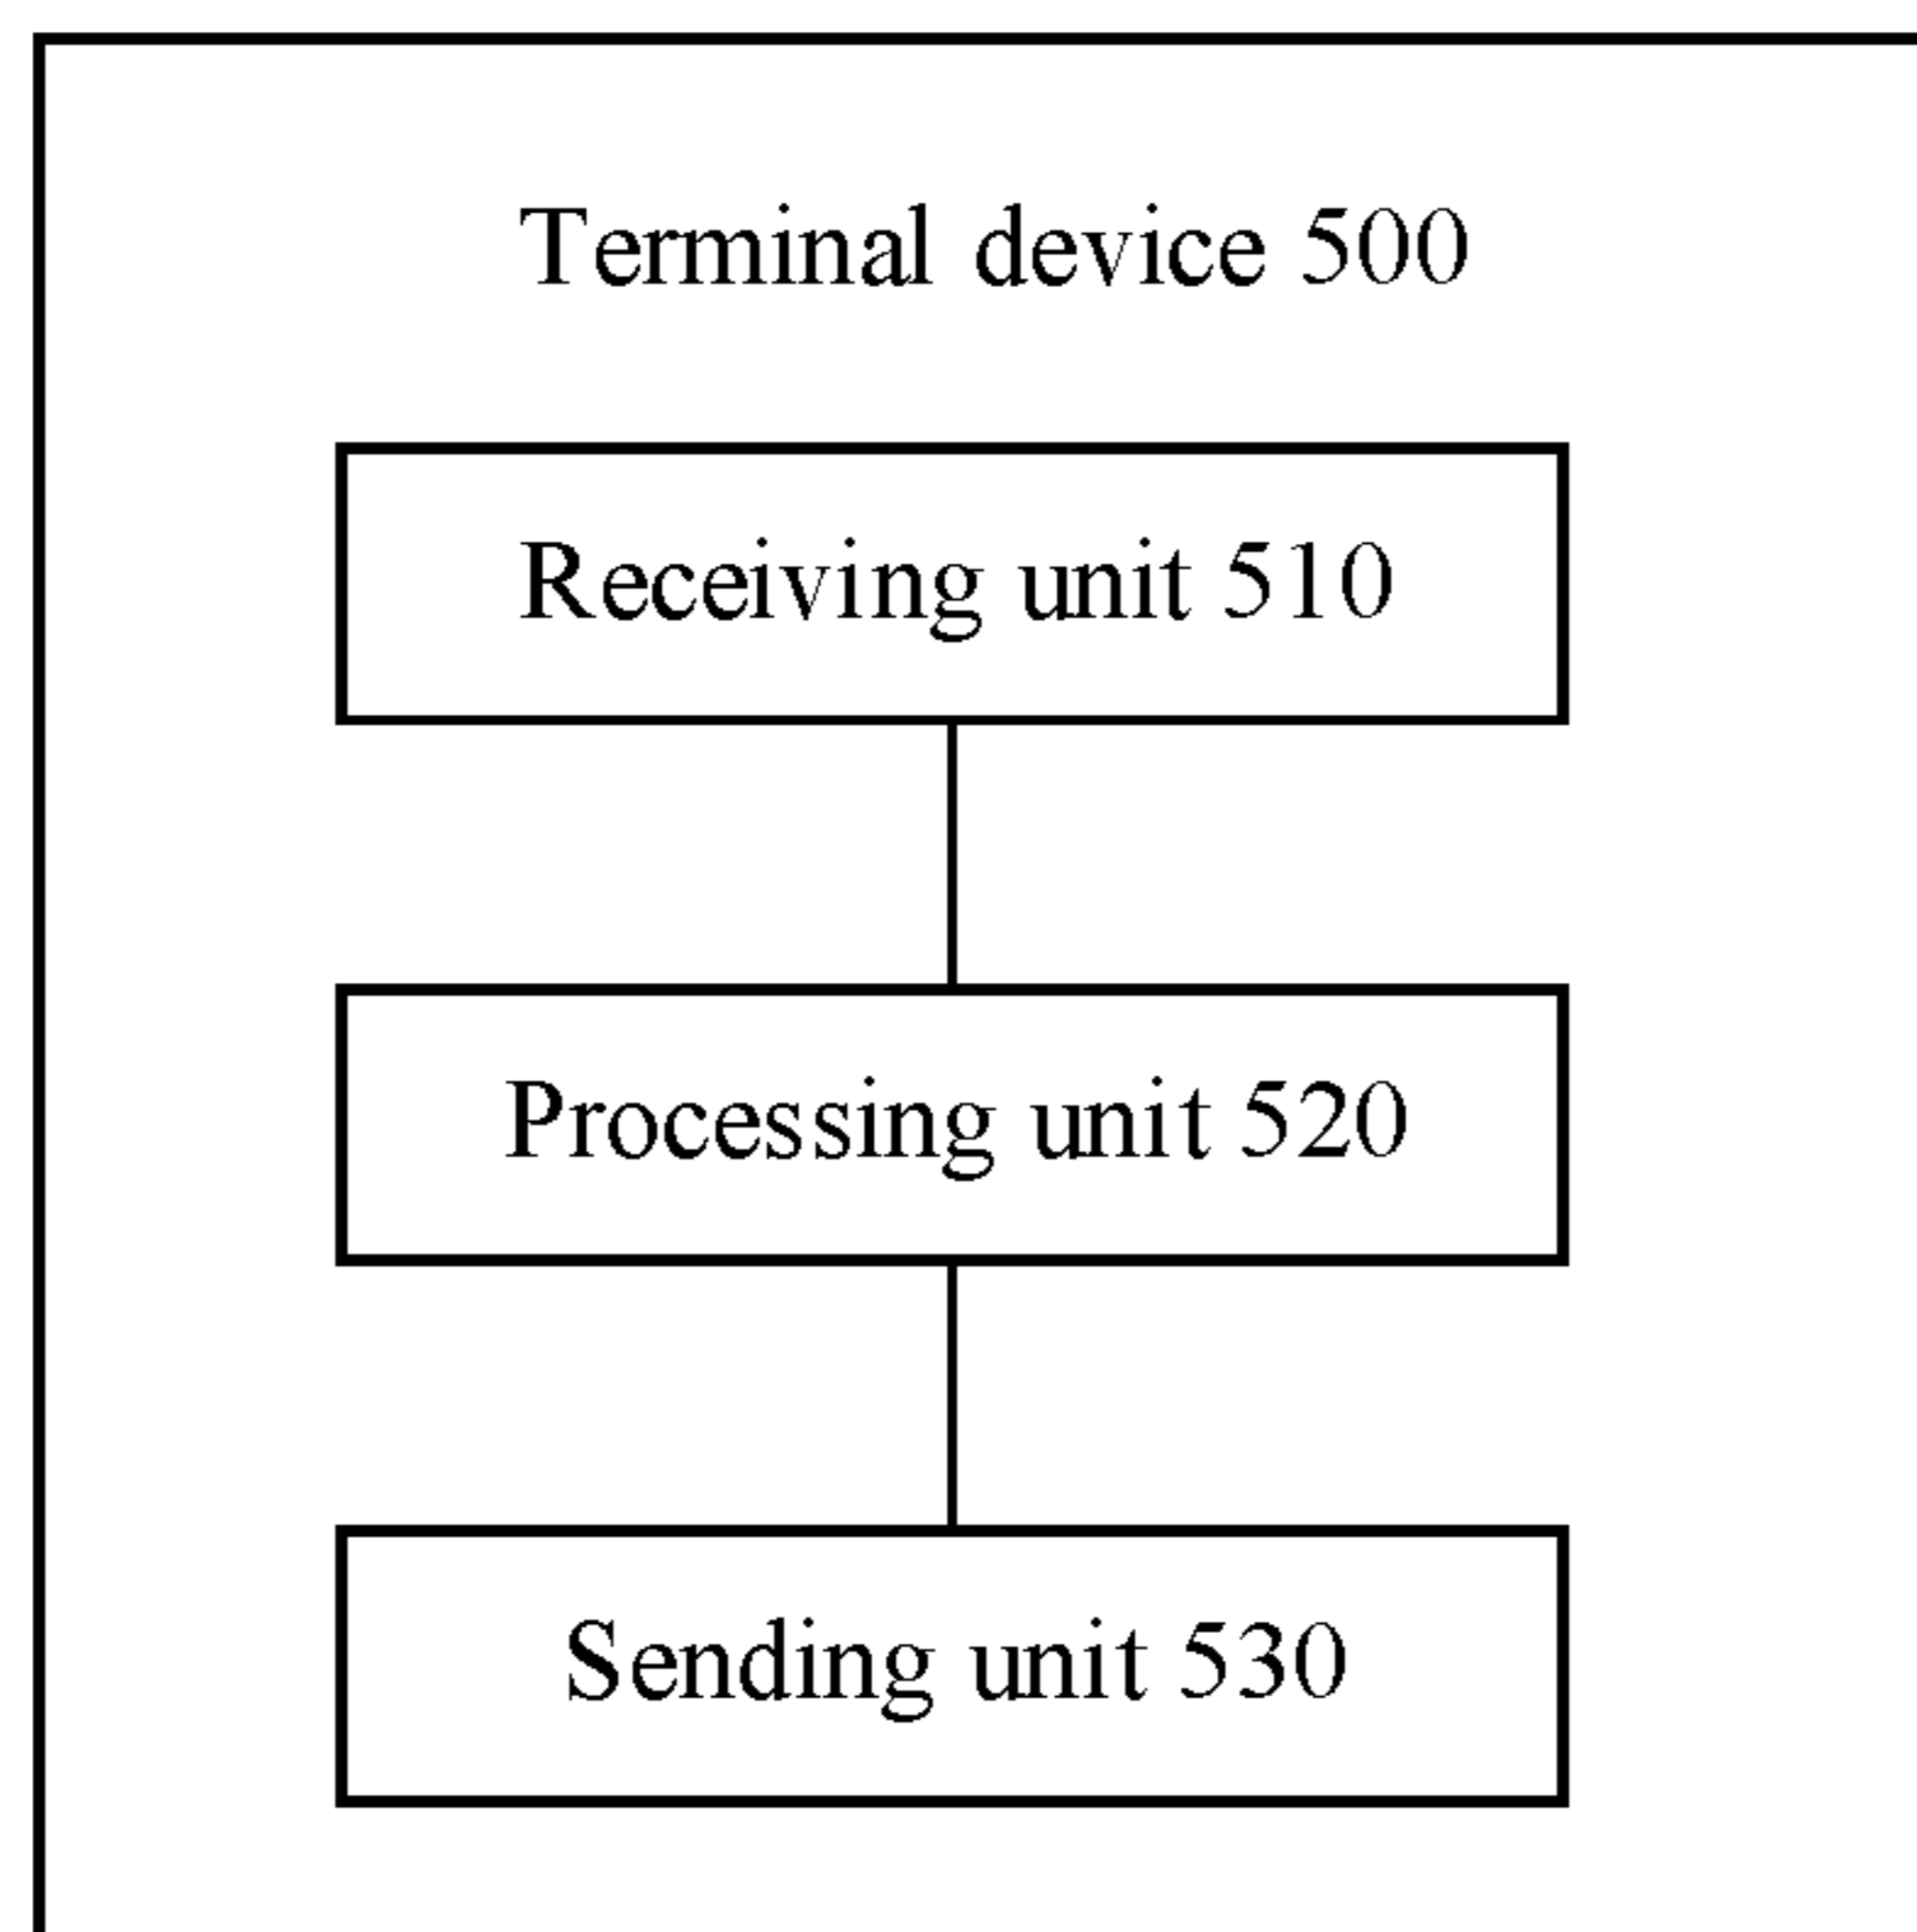 Terminal device 500
Receiving unit 510
Processing unit 520
Sending unit 530